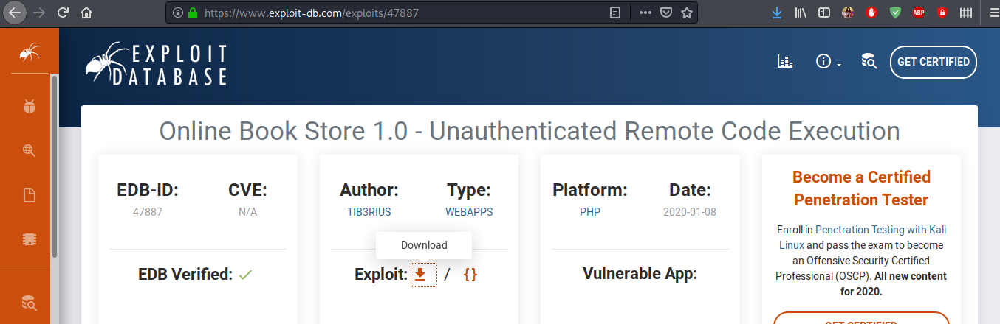 https://www.exploit-db.com/exploits/47887
ABP
EXPLOIT
DATABASE
GET CERTIFIED
Online Book Store 1.0 - Unauthenticated Remote Code Execution
EDB-ID:
47887
CVE:
N/A
EDB Verified:
Author:
TIB3RIUS
Type:
WEBAPPS
Download
Exploit: / {}
Platform:
PHP
Date:
2020-01-08
Vulnerable App:
Become a Certified
Penetration Tester
Enroll in Penetration Testing with Kali
Linux and pass the exam to become
an Offensive Security Certified
Professional (OSCP). All new content
for 2020.
GET CERTIFIED